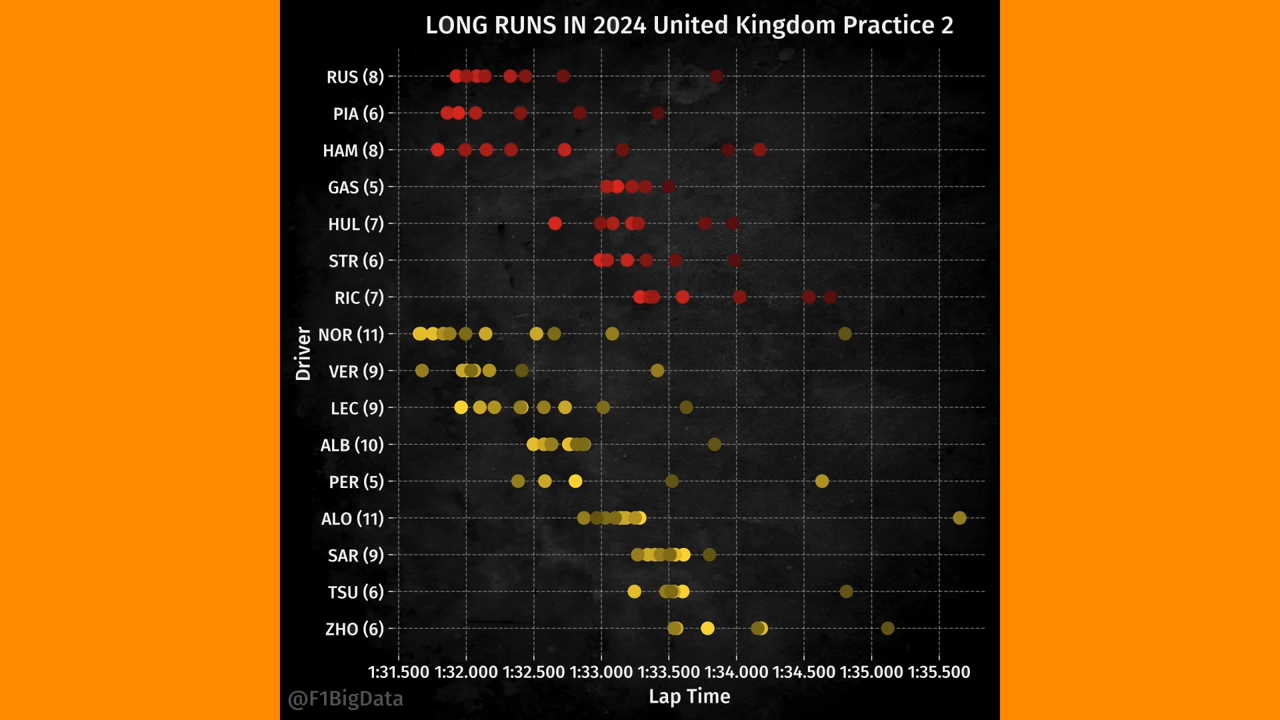 LONG RUNS IN 2024 United Kingdom Practice 2
RUS (8)
PIA (6)
HAM (8)
GAS (5)
HUL (7)
STR (6)
RIC (7)
NOR (11)
VER (9)
LEC (9)
ALB (10)
PER (5)
ALO (11)
SAR (9)
TSU (6)
ZHO (6)
Driver
1:31.500 1:32.000 1:32.500 1:33.000 1:33.500 1:34.000 1:34.500 1:35.000 1:35.500
Lap Time
@F1BigData